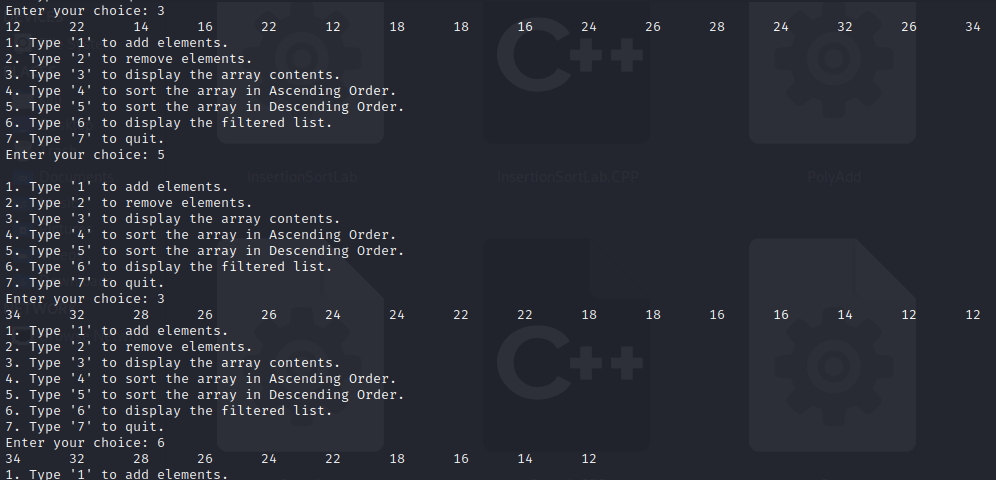 Enter your choice: 3
12 22 14 16 22 12 18 18 16 24 26 28 24 32 26 34
1. Type '1' to add elements.
2. Type '2' to remove elements.
3. Type '3' to display the array contents.
4. Type '4' to sort the array in Ascending Order.
5. Type '5' to sort the array in Descending Order.
6. Type '6' to display the filtered list.
7. Type '7' to quit.
Enter your choice: 5
Documents InsertionSortLab InsertionSortLab.CPP PolyAdd
1. Type '1' to add elements.
2. Type '2' to remove elements.
3. Type '3' to display the array contents.
4. Type '4' to sort the array in Ascending Order.
5. Type '5' to sort the array in Descending Order.
6. Type '6' to display the filtered list.
7. Type '7' to quit.
Enter your choice: 3
34 32 28 26 26 24 24 22 22 18 18 16 16 14 12 12
1. Type '1' to add elements.
2. Type '2' to remove elements.
3. Type '3' to display the array contents.
4. Type '4' to sort the array in Ascending Order.
5. Type '5' to sort the array in Descending Order.
6. Type '6' to display the filtered list.
7. Type '7' to quit.
Enter your choice: 6
34 32 28 26 24 22 18 16 14 12
1. Type '1' to add elements.
C++
C++